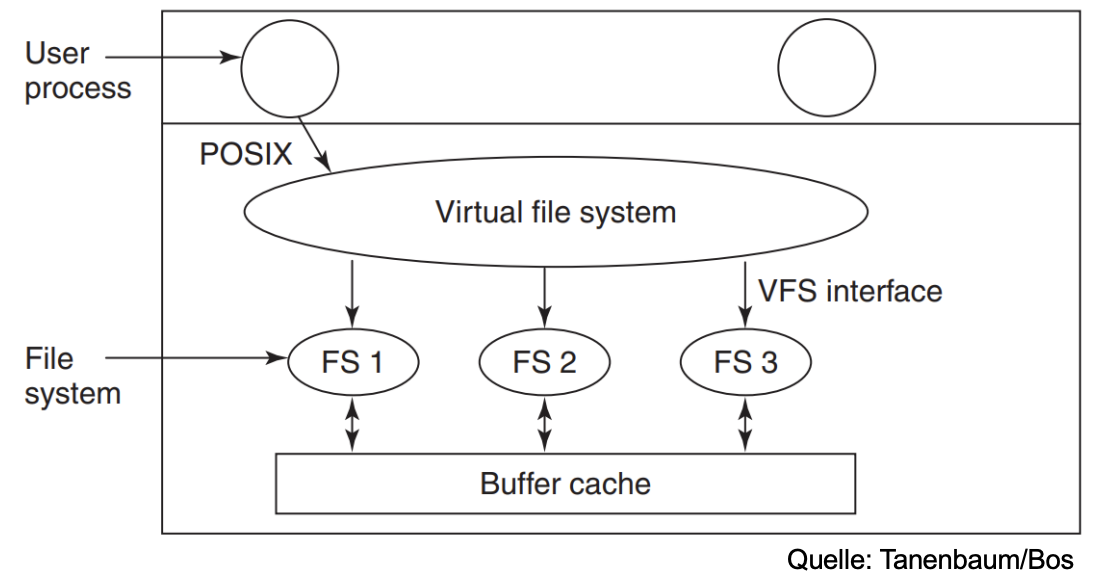 User
process
POSIX
Virtual file system
VFS interface
File
system
FS 1
FS 2
FS 3
Buffer cache
Quelle: Tanenbaum/Bos